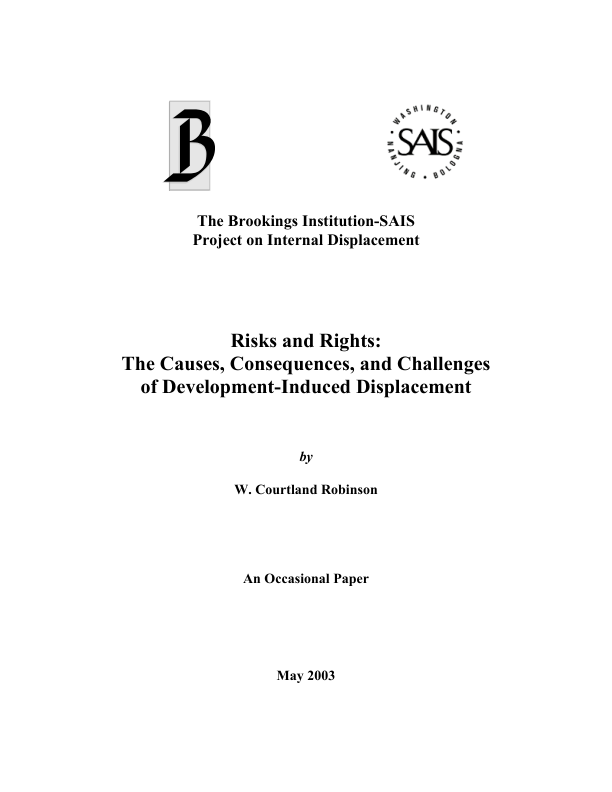 B
WASHINGTON
SAIS
NANJING • BOLOGNA
The Brookings Institution-SAIS
Project on Internal Displacement
Risks and Rights:
The Causes, Consequences, and Challenges
of Development-Induced Displacement
by
W. Courtland Robinson
An Occasional Paper
May 2003